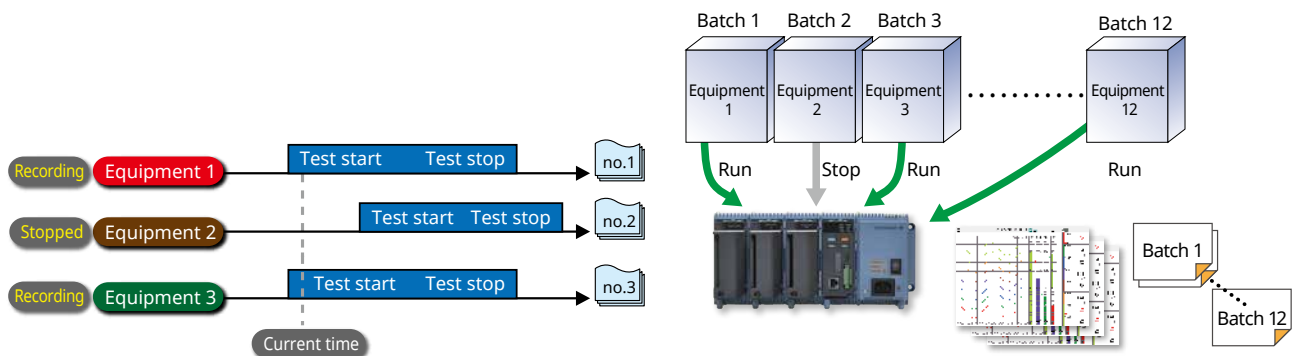 Recording
Equipment 1
Test start
Test stop
no.1
Stopped
Equipment 2
Test start
Test stop
no.2
Recording
Equipment 3
Test start
Test stop
no.3
Current time
Batch 1
Batch 2
Batch 3
Batch 12
Equipment
1
Equipment
2
Equipment
3
Equipment
12
Run
Stop
Run
Run
Batch 1
Batch 12